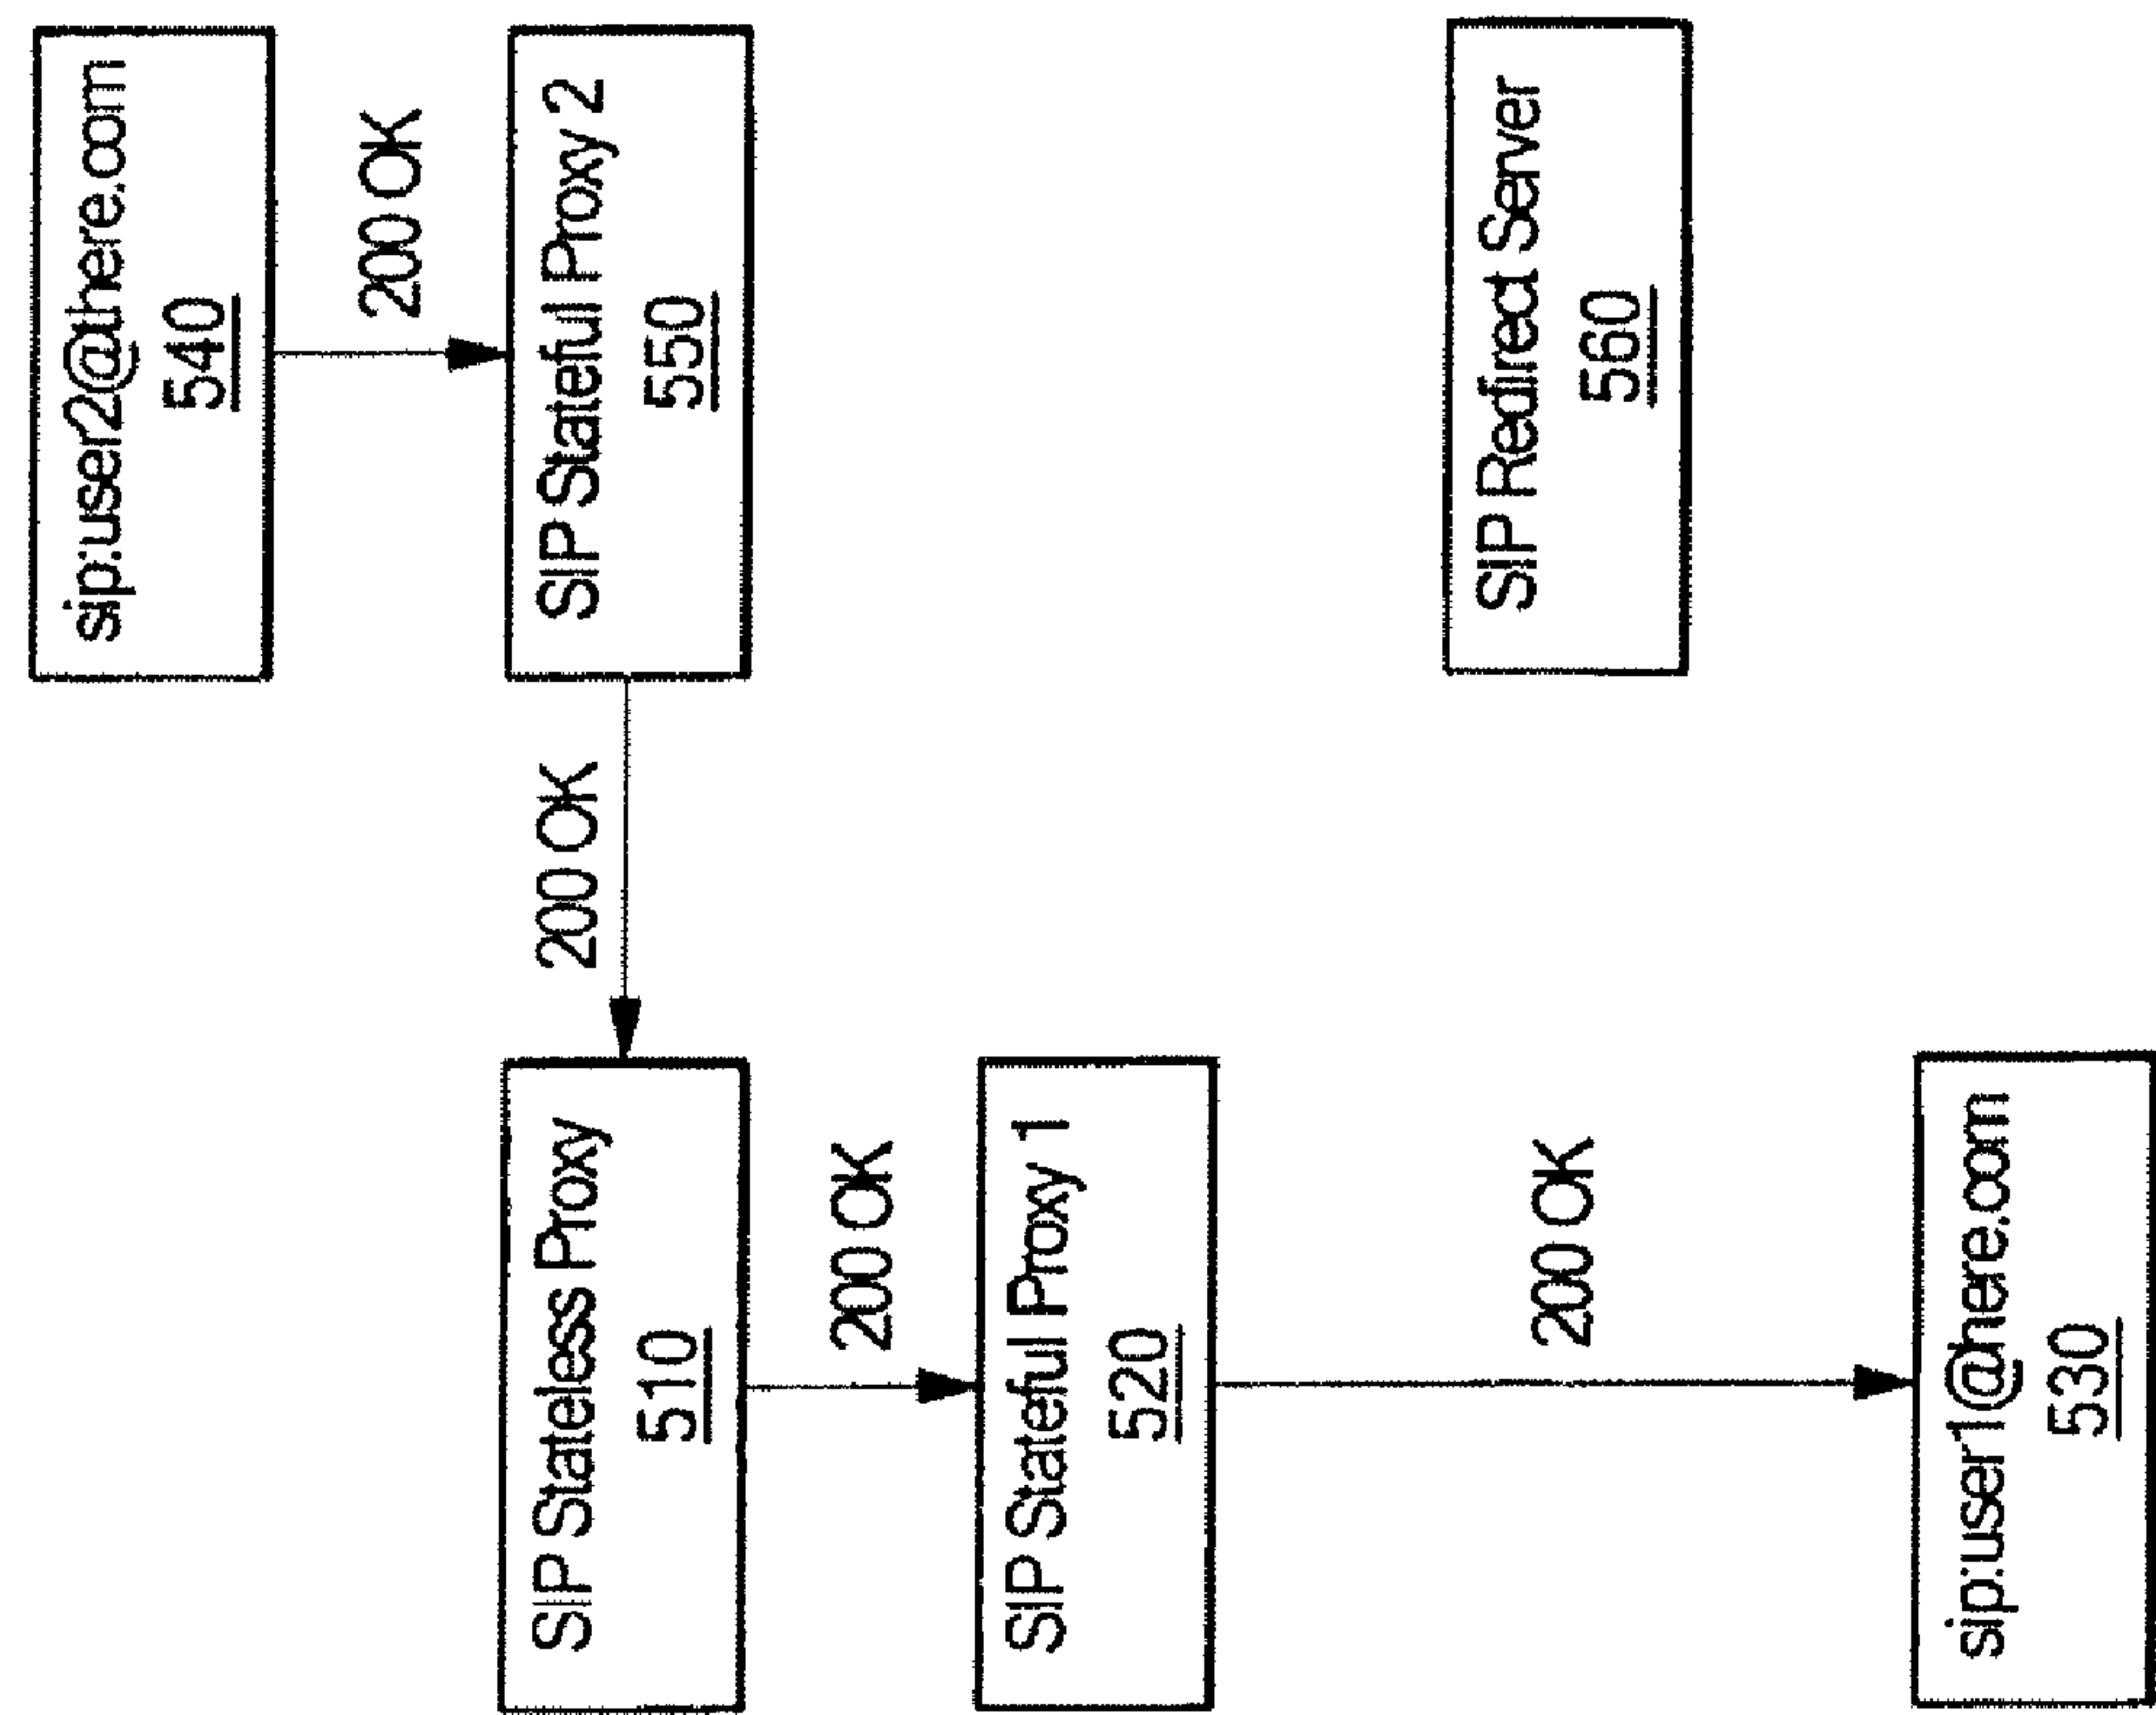 sip:user2@there.com
540
200 OK
SIP Stateful Proxy 2
550
200 OK
SIP Stateless Proxy
510
200 OK
SIP Stateful Proxy 1
520
200 OK
sip:user1@here.com
530
SIP Redirect Server
560